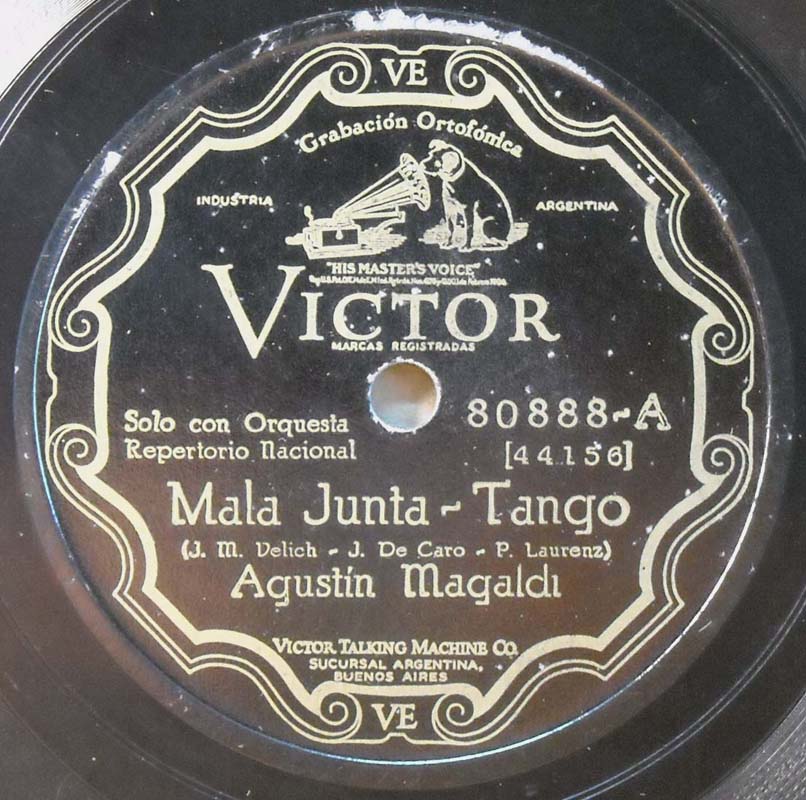 VE
Grabación Ortofónica
INDUSTRIA ARGENTINA
"HIS MASTER'S VOICE"
VICTOR
MARCAS REGISTRADAS
Solo con Orquesta
Repertorio Nacional
80888-A
[44156]
Mala Junta - Tango
(J. M. Velich - J. De Caro - P. Laurenz)
Agustín Magaldi
VICTOR TALKING MACHINE CO.
SUCURSAL ARGENTINA,
BUENOS AIRES
VE